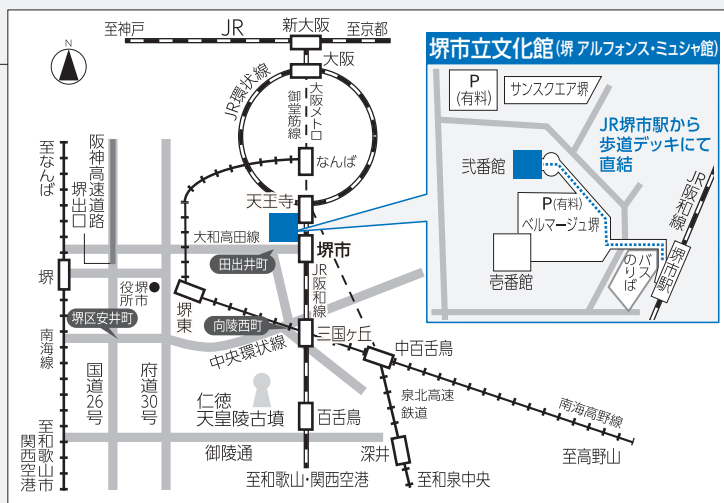 至神戸
JR
新大阪
至京都
N
大阪
JR環状線
大阪メトロ
御堂筋線
なんば
天王寺
至なんば
阪神高速道路
堺出口
大和高田線
堺市
田出井町
堺
堺市
役所
堺東
JR阪和線
堺区安井町
向陵西町
三国ヶ丘
中央環状線
中百舌鳥
南海線
国道26号
府道30号
仁徳
天皇陵古墳
百舌鳥
泉北高速
鉄道
南海高野線
至和歌山市
関西空港
御陵通
深井
至高野山
至和歌山・関西空港
至和泉中央
堺市立文化館(堺 アルフォンス・ミュシャ館)
P
(有料)
サンスクエア堺
JR堺市駅から
歩道デッキにて
直結
弐番館
JR阪和線
P(有料)
ベルマージュ堺
壱番館
バス
のりば
堺市駅